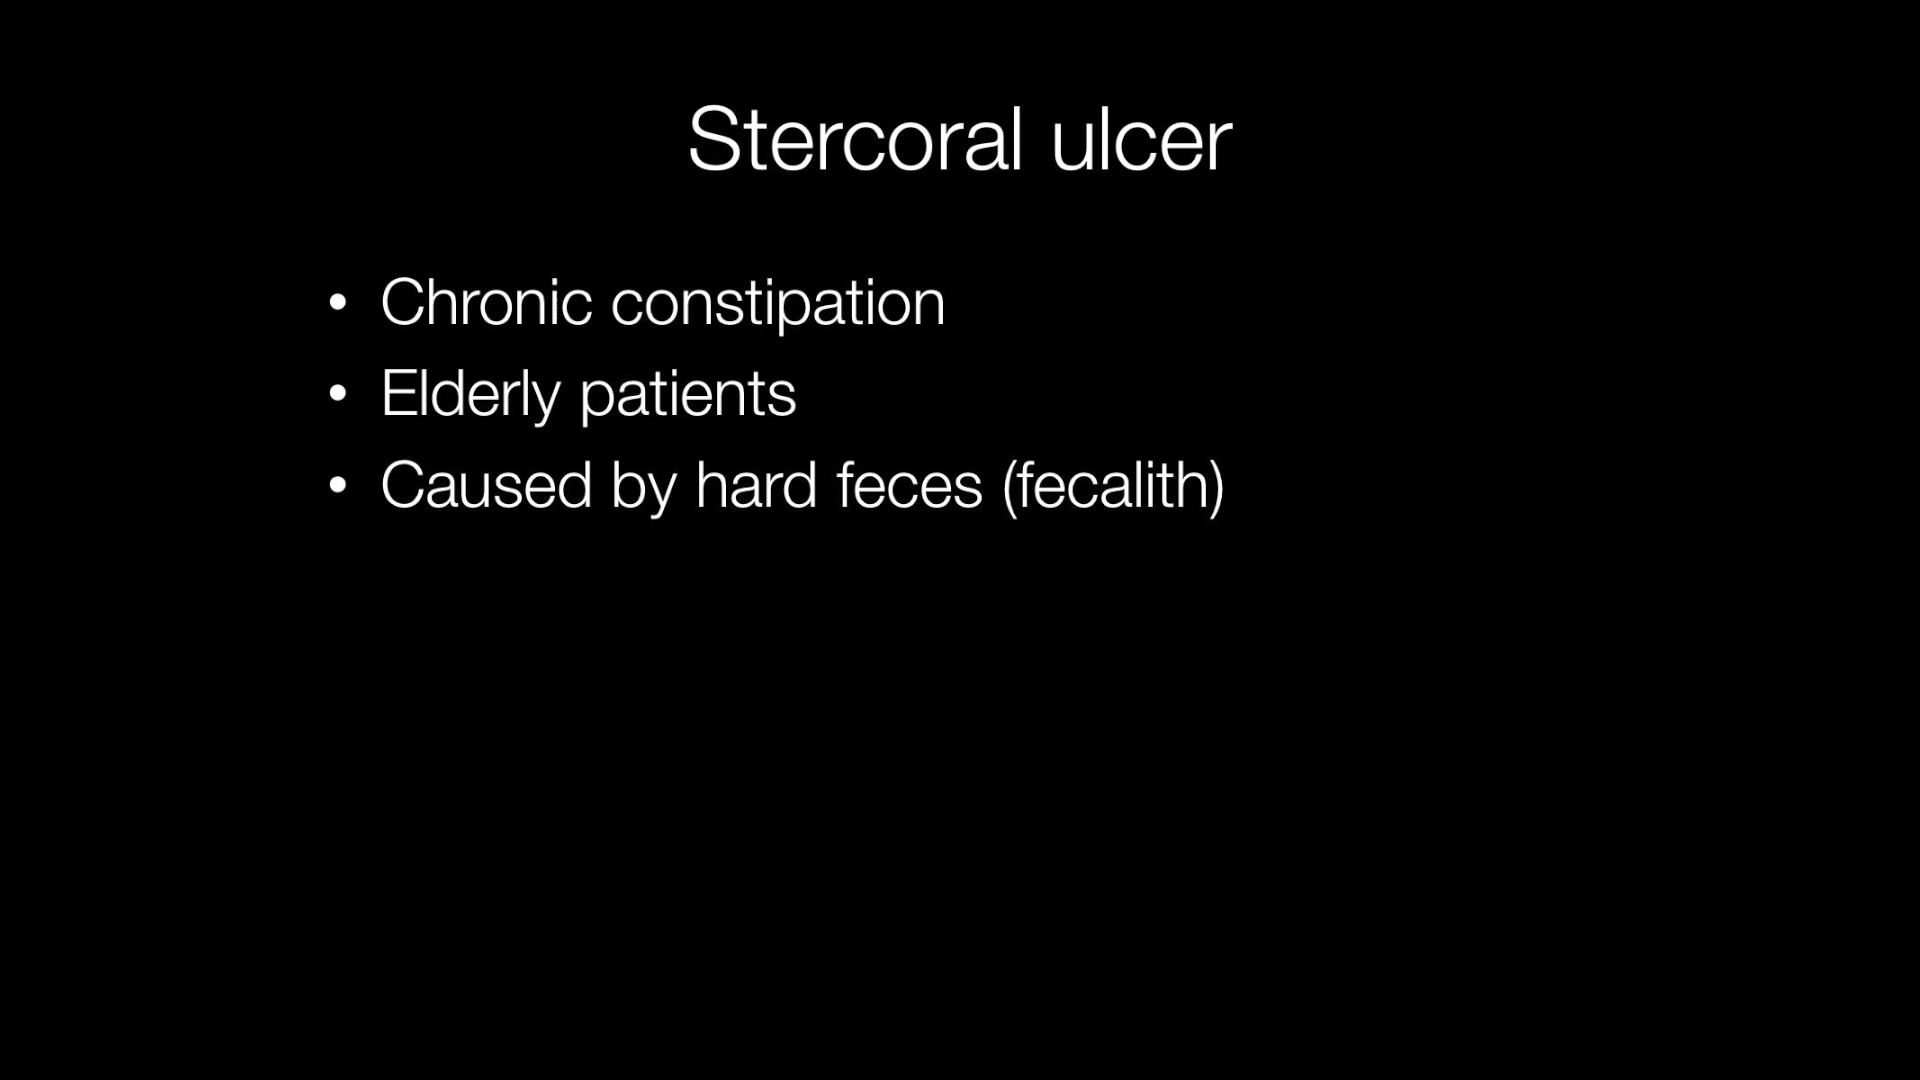 Stercoral ulcer
• Chronic constipation
• Elderly patients
• Caused by hard feces (fecalith)